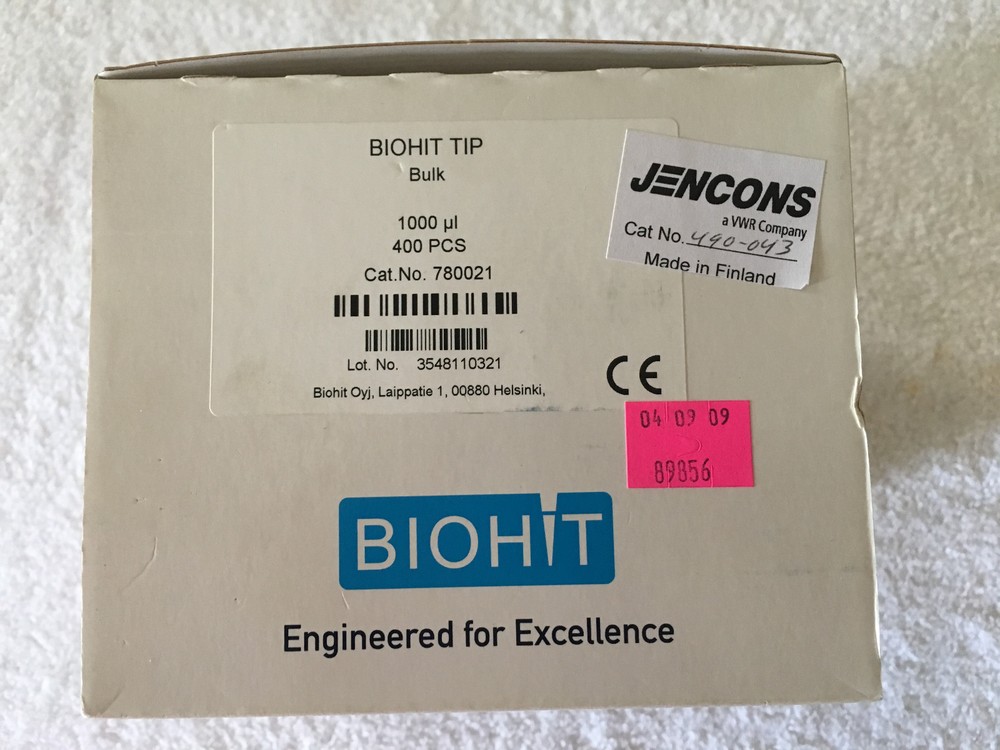 BIOHIT TIP
Bulk
1000 µl
400 PCS
Cat.No. 780021
Lot. No. 3548110321
Biohit Oyj, Laippatie 1, 00880 Helsinki,
CE
JENCONS
a VWR Company
Cat No. 490-043
Made in Finland
04 09 09
89856
BIOHIT
Engineered for Excellence